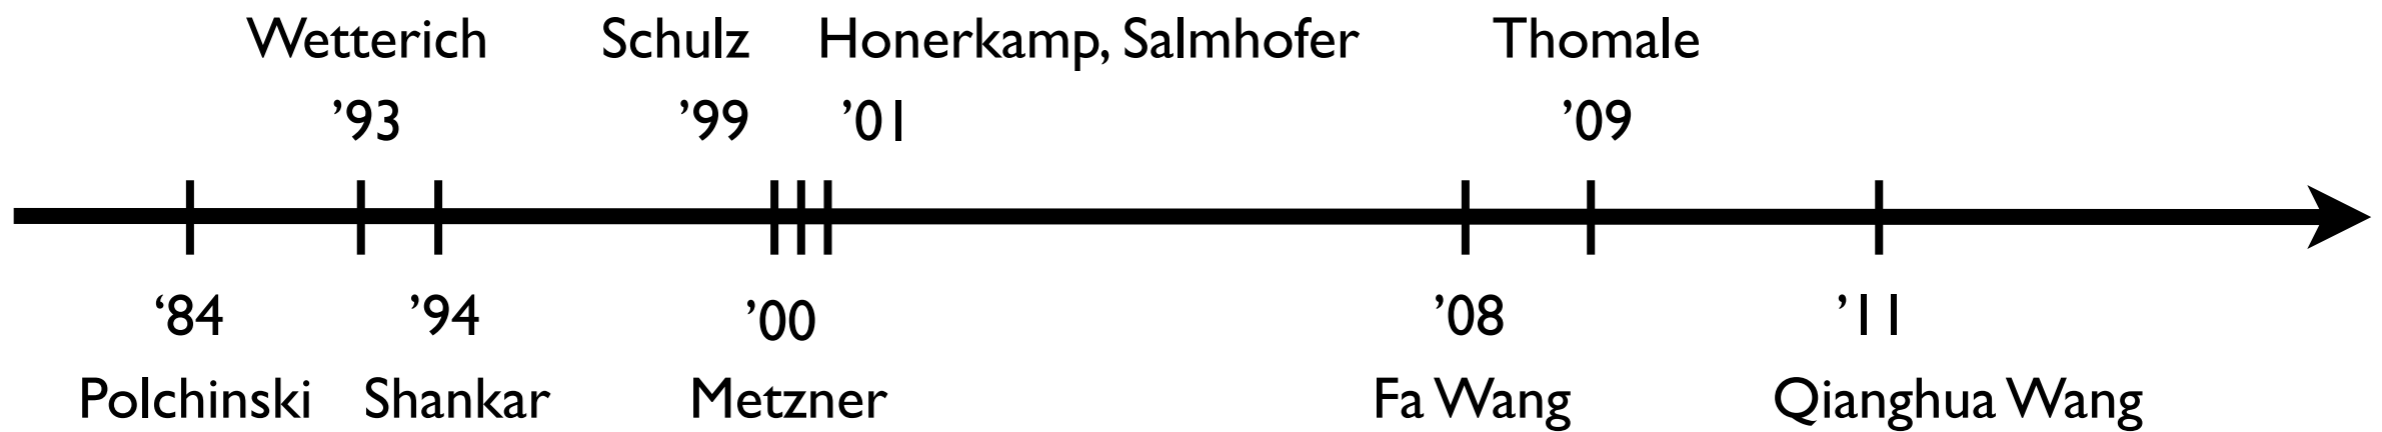 Wetterich Schulz Honerkamp, Salmhofer Thomale
’93 ’99 ’01 ’09
‘84 ’94 ’00 ’08 ’11
Polchinski Shankar Metzner Fa Wang Qianghua Wang